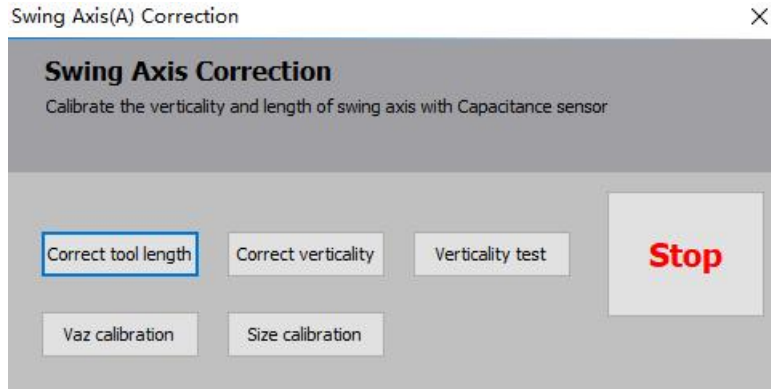 Swing Axis(A) Correction
Swing Axis Correction
Calibrate the verticality and length of swing axis with Capacitance sensor
Correct tool length
Correct verticality
Verticality test
Stop
Vaz calibration
Size calibration